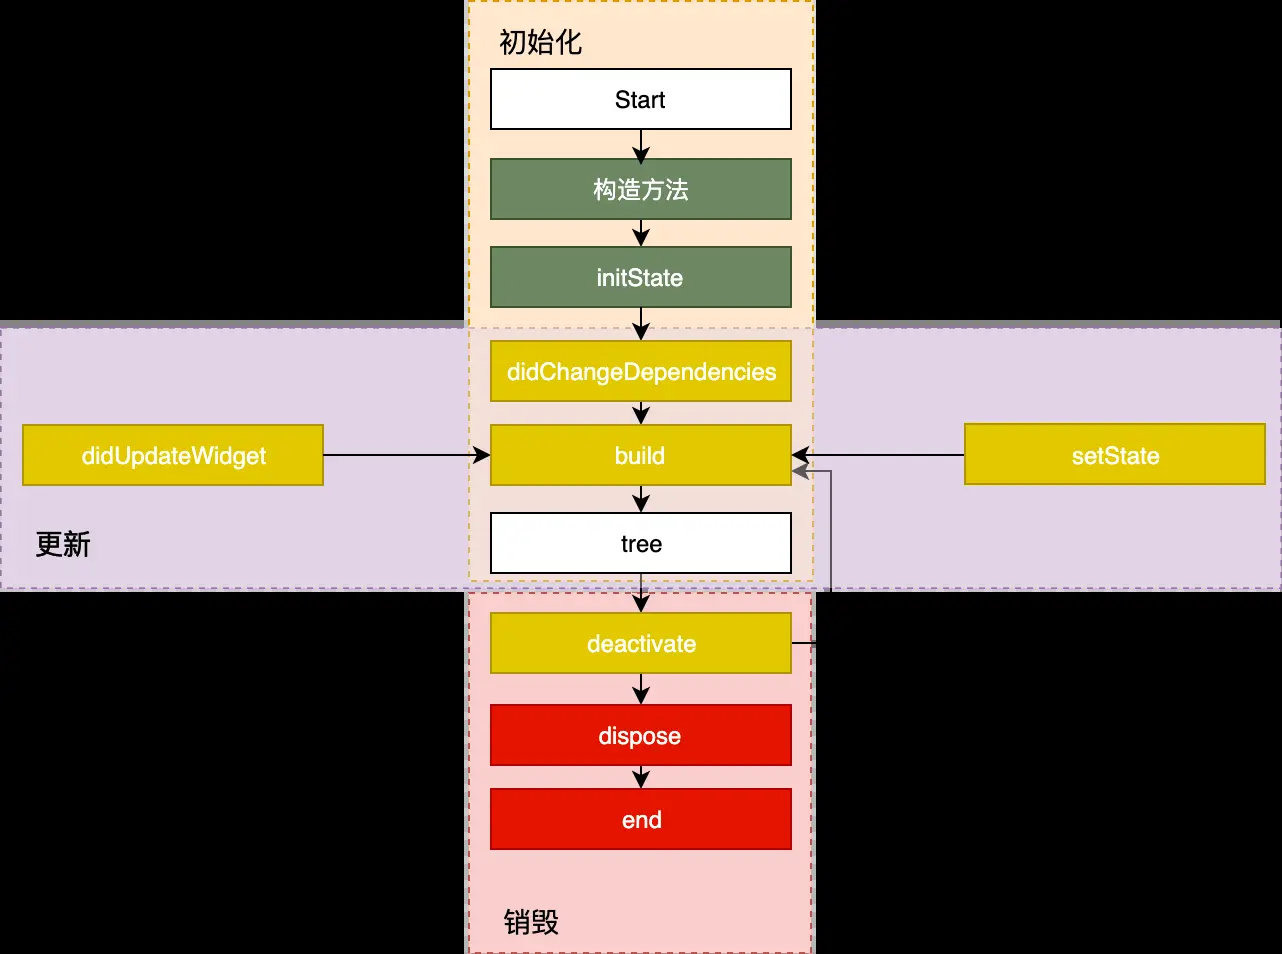 初始化
Start
构造方法
initState
didChangeDependencies
didUpdateWidget
build
setState
tree
更新
deactivate
dispose
end
销毁